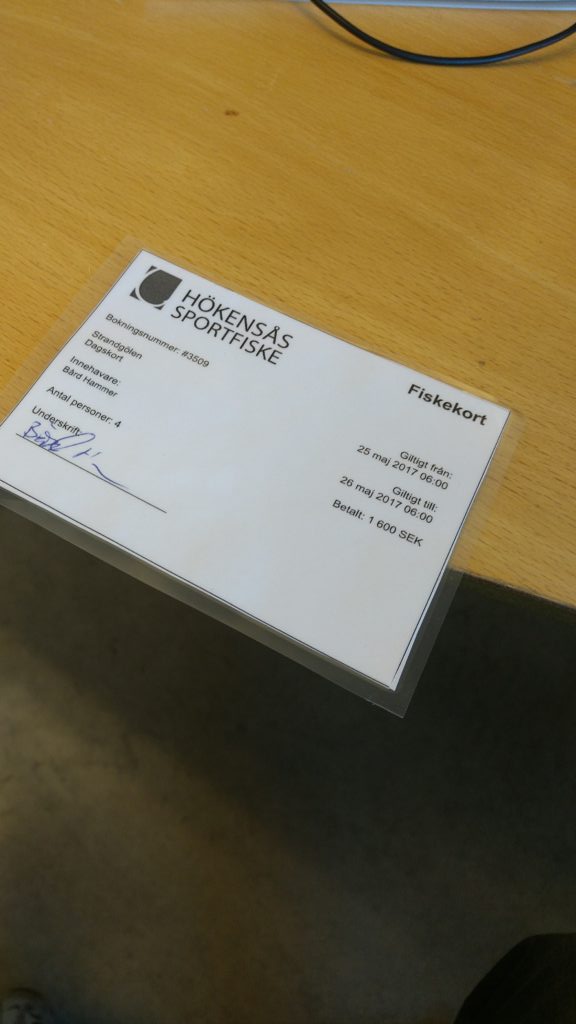 HÖKENSÅS
SPORTFISKE
Fiskekort
Bokningsnummer: #3509
Strandgölen
Dagskort
Innehavare:
Bård Hammer
Antal personer: 4
Underskrift:
Giltigt från:
25 maj 2017 06:00
Giltigt till:
26 maj 2017 06:00
Betalt: 1 600 SEK